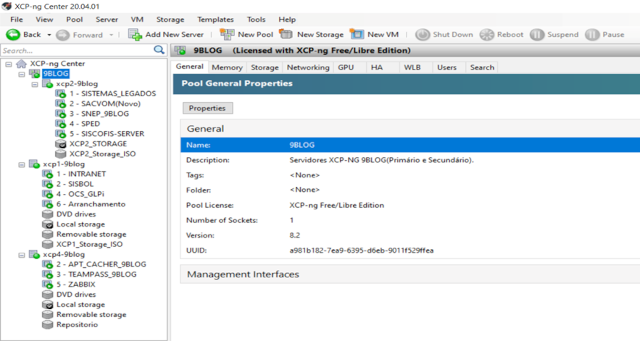 XCP-ng Center 20.04.01
File View Pool Server VM Storage Templates Tools Help
Back Forward Add New Server New Pool New Storage New VM Shut Down Reboot Suspend Pause
Search...
9BLOG (Licensed with XCP-ng Free/Libre Edition)
XCP-ng Center
9BLOG
xcp2-9blog
1 - SISTEMAS_LEGADOS
2 - SACVOM(Novo)
3 - SNEP_9BLOG
4 - SPED
5 - SISCOFIS-SERVER
XCP2_STORAGE
XCP2_Storage_ISO
xcp1-9blog
1 - INTRANET
2 - SISBOL
4 - OCS_GLPi
6 - Arranchamento
DVD drives
Local storage
Removable storage
XCP1_Storage_ISO
xcp4-9blog
2 - APT_CACHER_9BLOG
3 - TEAMPASS_9BLOG
5 - ZABBIX
DVD drives
Local storage
Removable storage
Repositorio
General Memory Storage Networking GPU HA WLB Users Search
Pool General Properties
Properties
General
Name: 9BLOG
Description: Servidores XCP-NG 9BLOG(Primário e Secundário).
Tags: <None>
Folder: <None>
Pool License: XCP-ng Free/Libre Edition
Number of Sockets: 1
Version: 8.2
UUID: a981b182-7ea9-6395-d6eb-9011f529ffea
Management Interfaces